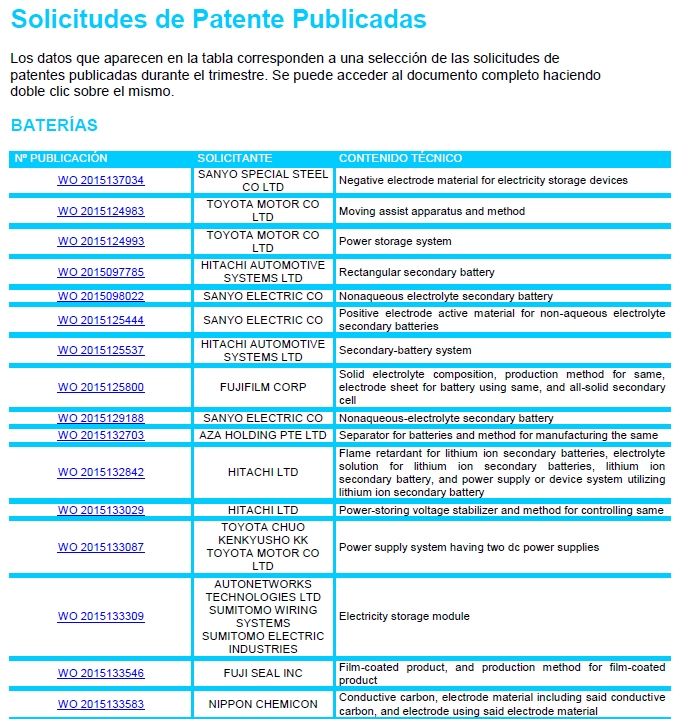 Solicitudes de Patente Publicadas
Los datos que aparecen en la tabla corresponden a una selección de las solicitudes de
patentes publicadas durante el trimestre. Se puede acceder al documento completo haciendo
doble clic sobre el mismo.
BATERÍAS
Nº PUBLICACIÓN SOLICITANTE CONTENIDO TÉCNICO
WO 2015137034 SANYO SPECIAL STEEL CO LTD Negative electrode material for electricity storage devices
WO 2015124983 TOYOTA MOTOR CO LTD Moving assist apparatus and method
WO 2015124993 TOYOTA MOTOR CO LTD Power storage system
WO 2015097785 HITACHI AUTOMOTIVE SYSTEMS LTD Rectangular secondary battery
WO 2015098022 SANYO ELECTRIC CO Nonaqueous electrolyte secondary battery
WO 2015125444 SANYO ELECTRIC CO Positive electrode active material for non-aqueous electrolyte
secondary batteries
WO 2015125537 HITACHI AUTOMOTIVE SYSTEMS LTD Secondary-battery system
WO 2015125800 FUJIFILM CORP Solid electrolyte composition, production method for same,
electrode sheet for battery using same, and all-solid secondary
cell
WO 2015129188 SANYO ELECTRIC CO Nonaqueous-electrolyte secondary battery
WO 2015132703 AZA HOLDING PTE LTD Separator for batteries and method for manufacturing the same
WO 2015132842 HITACHI LTD Flame retardant for lithium ion secondary batteries, electrolyte
solution for lithium ion secondary batteries, lithium ion
secondary battery, and power supply or device system utilizing
lithium ion secondary battery
WO 2015133029 HITACHI LTD Power-storing voltage stabilizer and method for controlling same
WO 2015133087 TOYOTA CHUO
KENKYUSHO KK
TOYOTA MOTOR CO
LTD Power supply system having two dc power supplies
WO 2015133309 AUTONETWORKS
TECHNOLOGIES LTD
SUMITOMO WIRING
SYSTEMS
SUMITOMO ELECTRIC
INDUSTRIES Electricity storage module
WO 2015133546 FUJI SEAL INC Film-coated product, and production method for film-coated
product
WO 2015133583 NIPPON CHEMICON Conductive carbon, electrode material including said conductive
carbon, and electrode using said electrode material